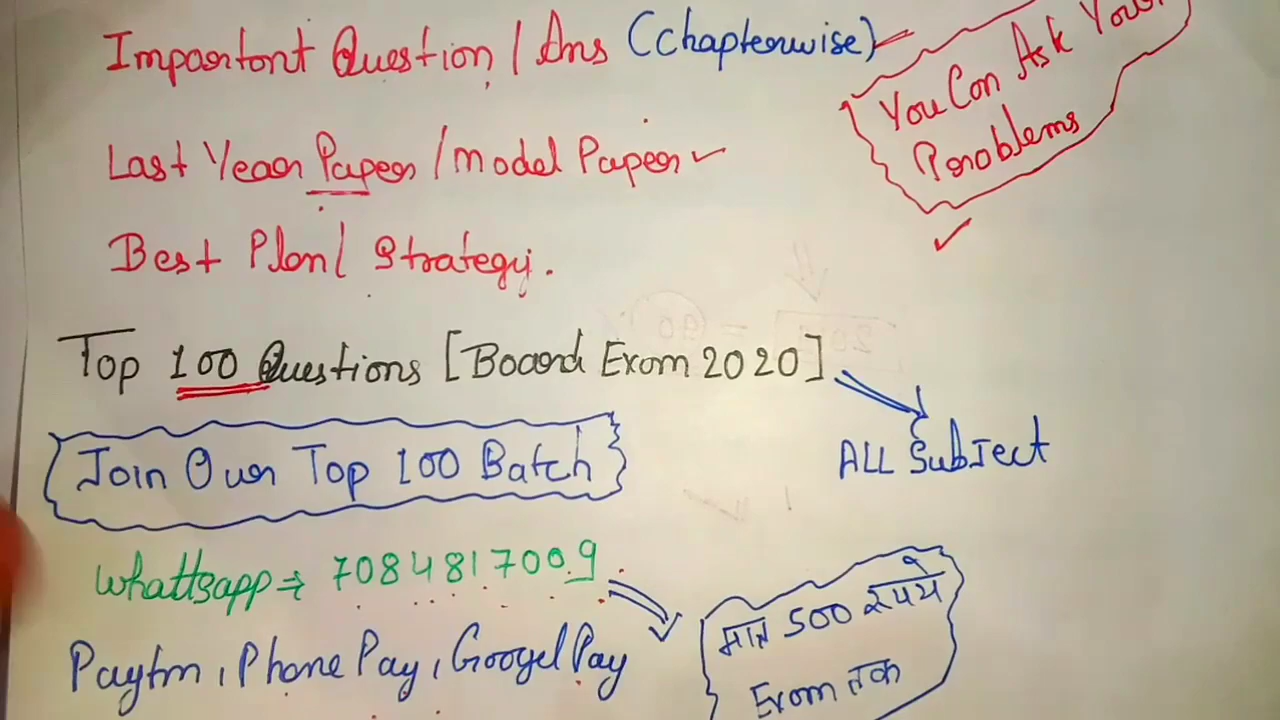 Important Question / Ans (Chapterwise)
You Can Ask Your
Problems
Last Year Paper / Model Paper
Best Plan / Strategy.
Top 100 Questions [Board Exam 2020]
ALL SubJect
Join Our Top 100 Batch
Whattsapp ⇒ 7084817009
Paytm, Phone Pay, Googel Pay
मात्र 500 रुपये
Exam तक